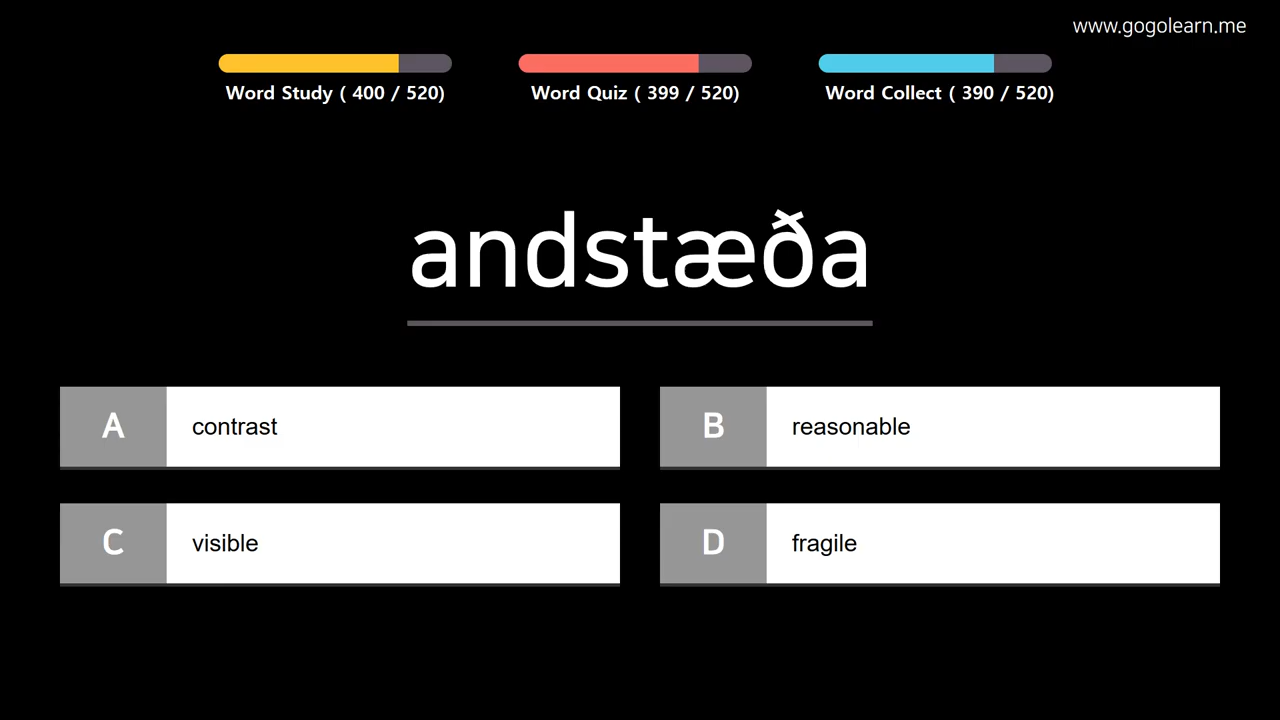 www.gogolearn.me
Word Study ( 400 / 520)
Word Quiz ( 399 / 520)
Word Collect ( 390 / 520)
andstæða
A contrast
B reasonable
C visible
D fragile